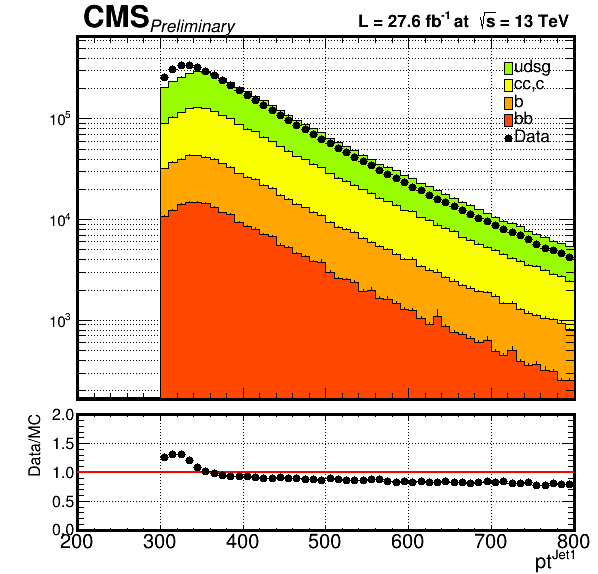 CMS Preliminary L = 27.6 fb⁻¹ at √s = 13 TeV
udsg
cc,c
b
bb
Data
10⁵
10⁴
10³
Data/MC
2.0
1.5
1.0
0.5
0.0
200 300 400 500 600 700 800
pt^Jet1